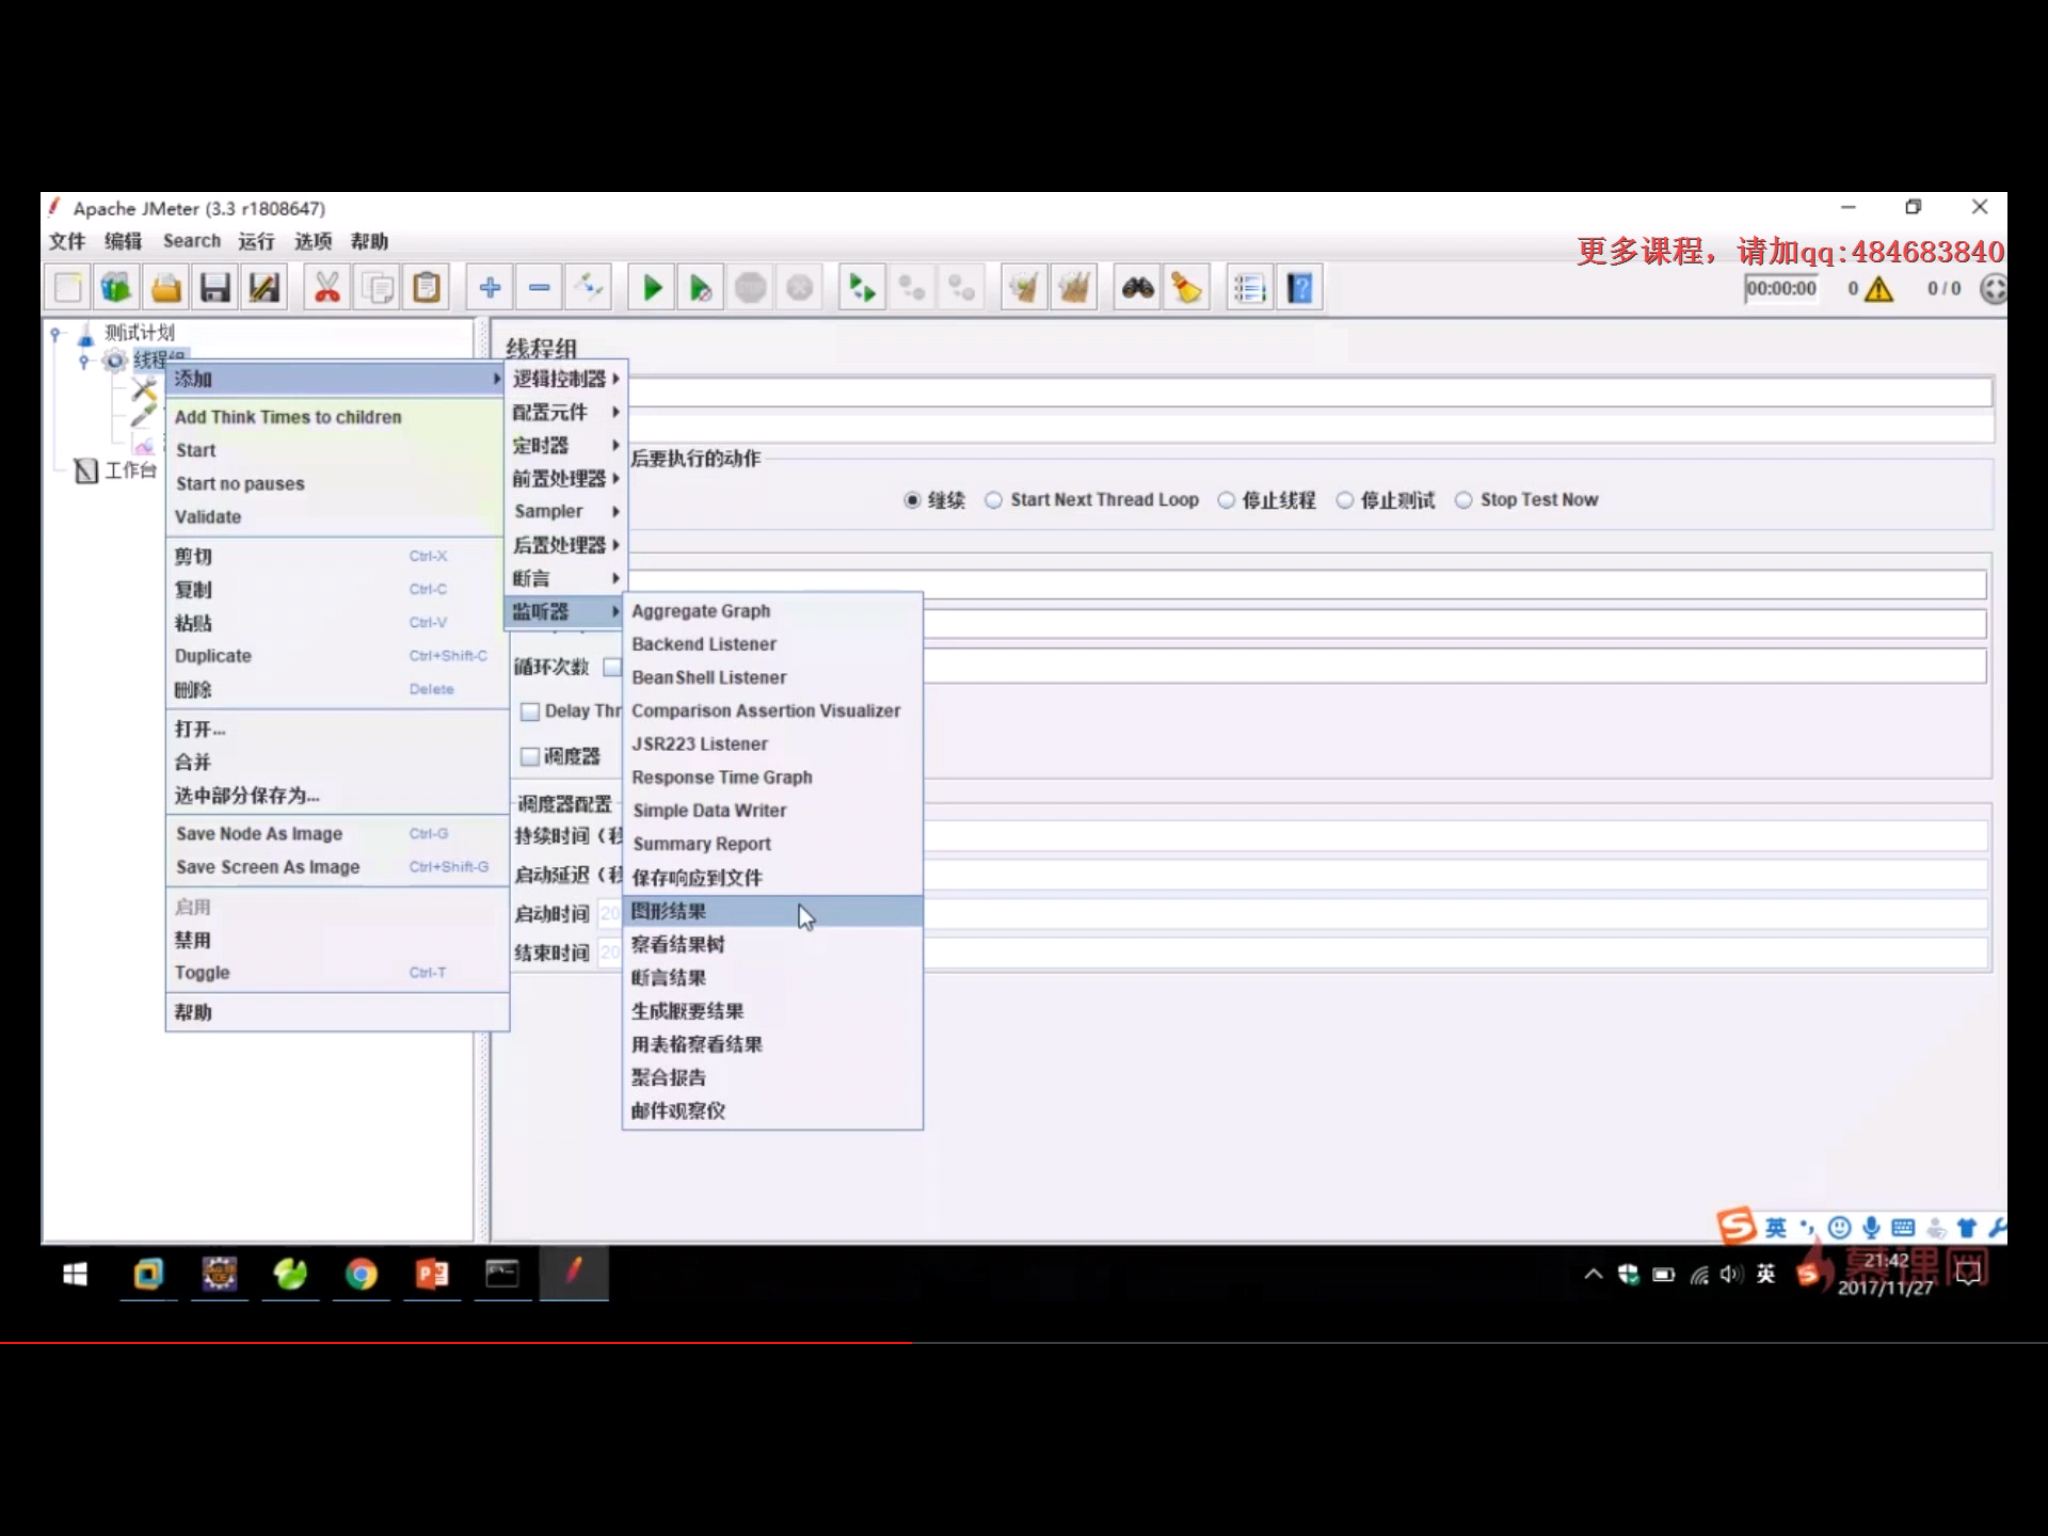 Apache JMeter (3.3 r1808647)
文件 编辑 Search 运行 选项 帮助
更多课程，请加qq:484683840
00:00:00 0 0 / 0
测试计划
线程组
工作台
添加
Add Think Times to children
Start
Start no pauses
Validate
剪切 Ctrl-X
复制 Ctrl-C
粘贴 Ctrl-V
Duplicate Ctrl+Shift-C
删除 Delete
打开...
合并
选中部分保存为...
Save Node As Image Ctrl-G
Save Screen As Image Ctrl+Shift-G
启用
禁用
Toggle Ctrl-T
帮助
逻辑控制器
配置元件
定时器
前置处理器
Sampler
后置处理器
断言
监听器
Aggregate Graph
Backend Listener
BeanShell Listener
Comparison Assertion Visualizer
JSR223 Listener
Response Time Graph
Simple Data Writer
Summary Report
保存响应到文件
图形结果
察看结果树
断言结果
生成概要结果
用表格察看结果
聚合报告
邮件观察仪
线程组
后要执行的动作
继续 Start Next Thread Loop 停止线程 停止测试 Stop Test Now
循环次数
Delay Thr
调度器
调度器配置
持续时间（秒
启动延迟（秒
启动时间 20
结束时间 20
英
英
慕课网
21:42
2017/11/27